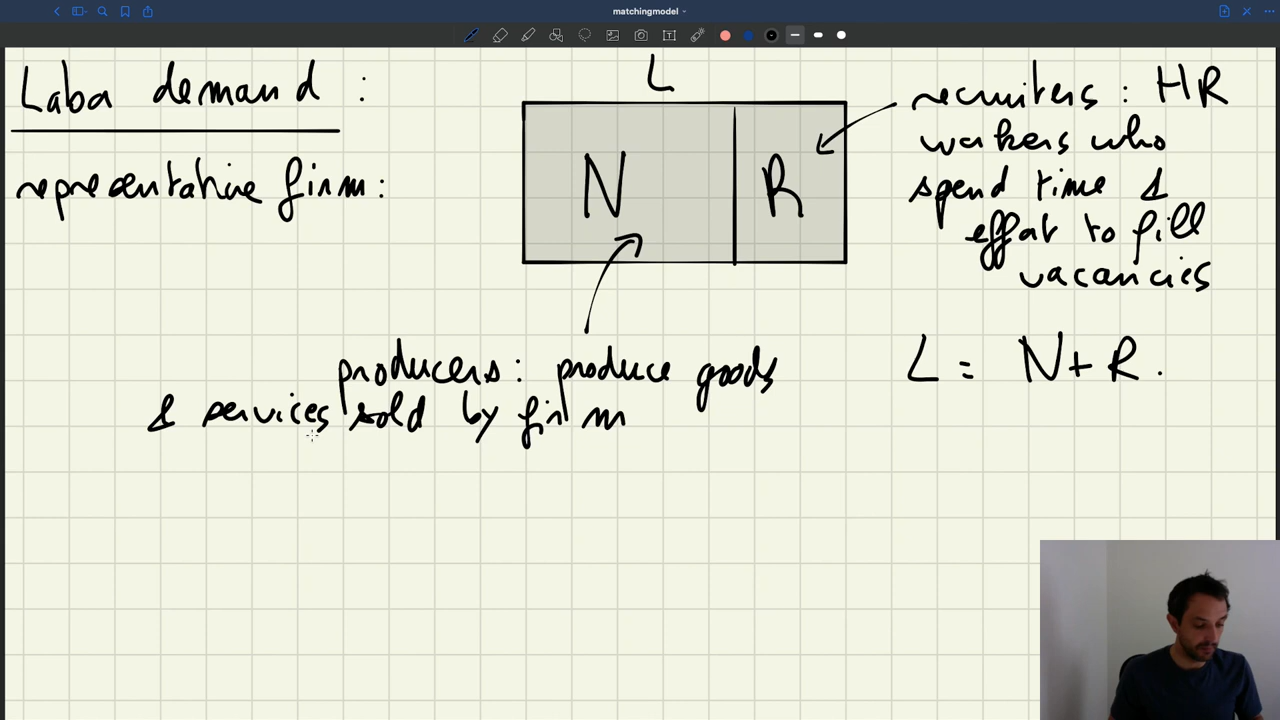 matchingmodel
Labor demand :
representative firm :
L
N
R
recruiters : HR
workers who
spend time &
effort to fill
vacancies
producers : produce goods
& services sold by firm
L = N + R .